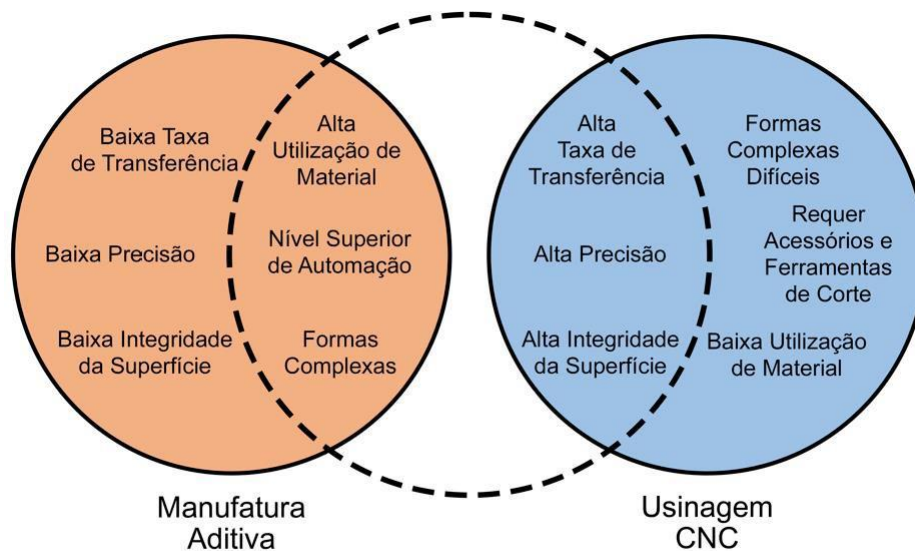 Baixa Taxa
de Transferência
Baixa Precisão
Baixa Integridade
da Superfície
Alta
Utilização de
Material
Nível Superior
de Automação
Formas
Complexas
Alta
Taxa de
Transferência
Alta Precisão
Alta Integridade
da Superfície
Formas
Complexas
Difíceis
Requer
Acessórios e
Ferramentas
de Corte
Baixa Utilização
de Material
Manufatura
Aditiva
Usinagem
CNC